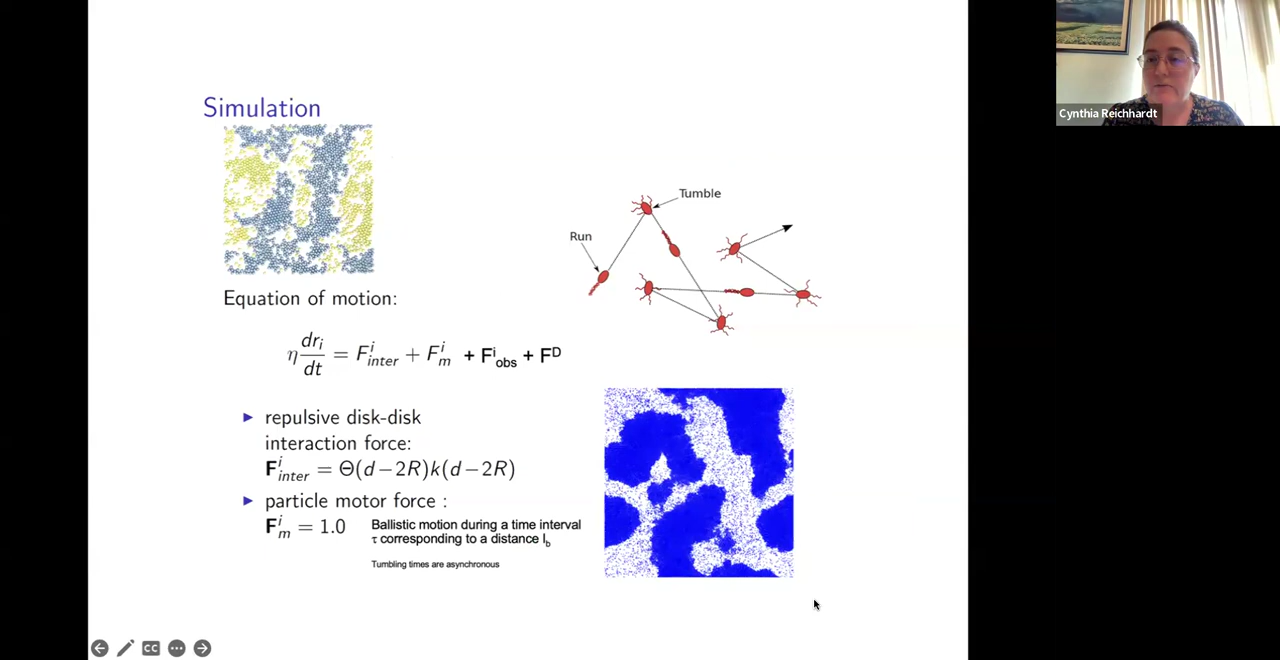 Simulation
Tumble
Run
Equation of motion:
η dr_i/dt = F^i_inter + F^i_m + F^i_obs + F^D
▶ repulsive disk-disk
interaction force:
F^i_inter = Θ(d−2R)k(d−2R)
▶ particle motor force :
F^i_m = 1.0
Ballistic motion during a time interval
τ corresponding to a distance l_b
Tumbling times are asynchronous
CC
Cynthia Reichhardt